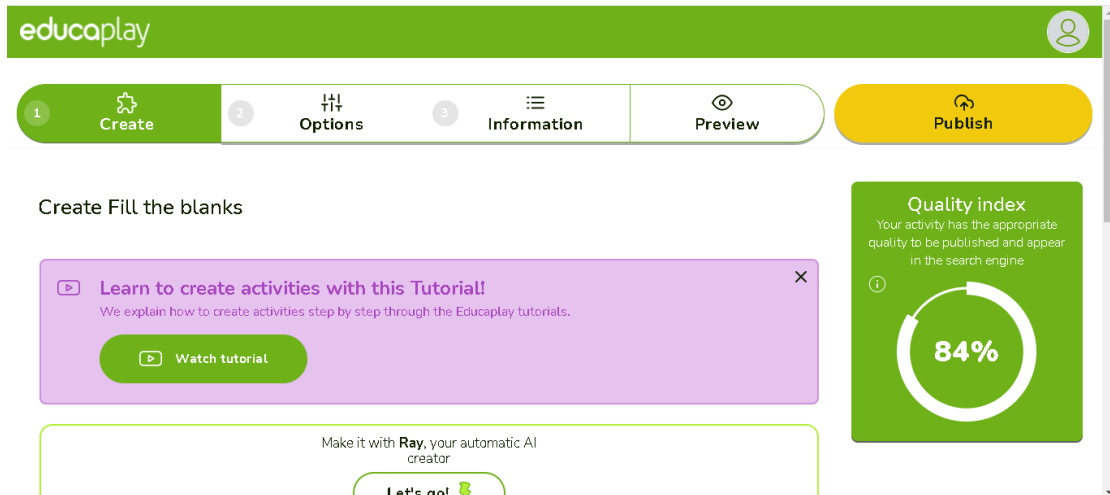 educaplay
1
Create
2
Options
3
Information
Preview
Publish
Create Fill the blanks
Learn to create activities with this Tutorial!
We explain how to create activities step by step through the Educaplay tutorials.
Watch tutorial
Make it with Ray, your automatic AI
creator
Let's go!
Quality index
Your activity has the appropriate
quality to be published and appear
in the search engine
84%